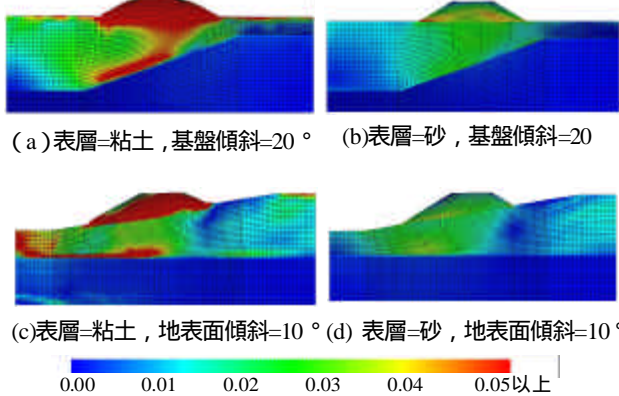 (a)表層=粘土,基盤傾斜=20°
(b)表層=砂,基盤傾斜=20
(c)表層=粘土,地表面傾斜=10°
(d) 表層=砂,地表面傾斜=10°
0.00 0.01 0.02 0.03 0.04 0.05以上